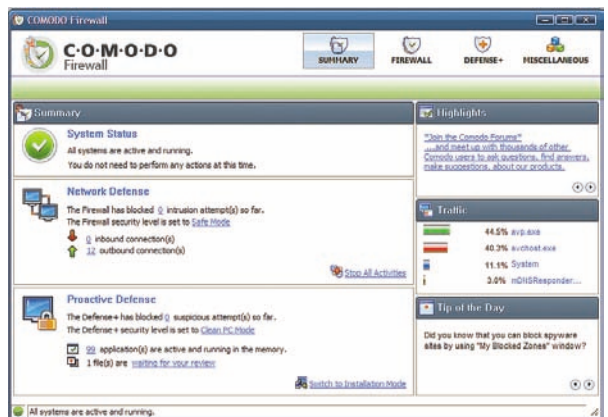 COMODO Firewall
C·O·M·O·D·O
Firewall
SUMMARY
FIREWALL
DEFENSE+
MISCELLANEOUS
Summary
System Status
All systems are active and running.
You do not need to perform any actions at this time.
Network Defense
The Firewall has blocked 0 intrusion attempt(s) so far.
The Firewall security level is set to Safe Mode
0 inbound connection(s)
12 outbound connection(s)
Stop All Activities
Proactive Defense
The Defense+ has blocked 0 suspicious attempt(s) so far.
The Defense+ security level is set to Clean PC Mode
99 application(s) are active and running in the memory.
1 file(s) are waiting for your review
Switch to Installation Mode
Highlights
"Join the Comodo Forums"
....and meet up with thousands of other
Comodo users to ask questions, find answers,
make suggestions, about our products.
Traffic
44.5% avp.exe
40.3% svchost.exe
11.1% System
3.0% mDNSResponder...
Tip of the Day
Did you know that you can block spyware
sites by using "My Blocked Zones" window?
All systems are active and running.